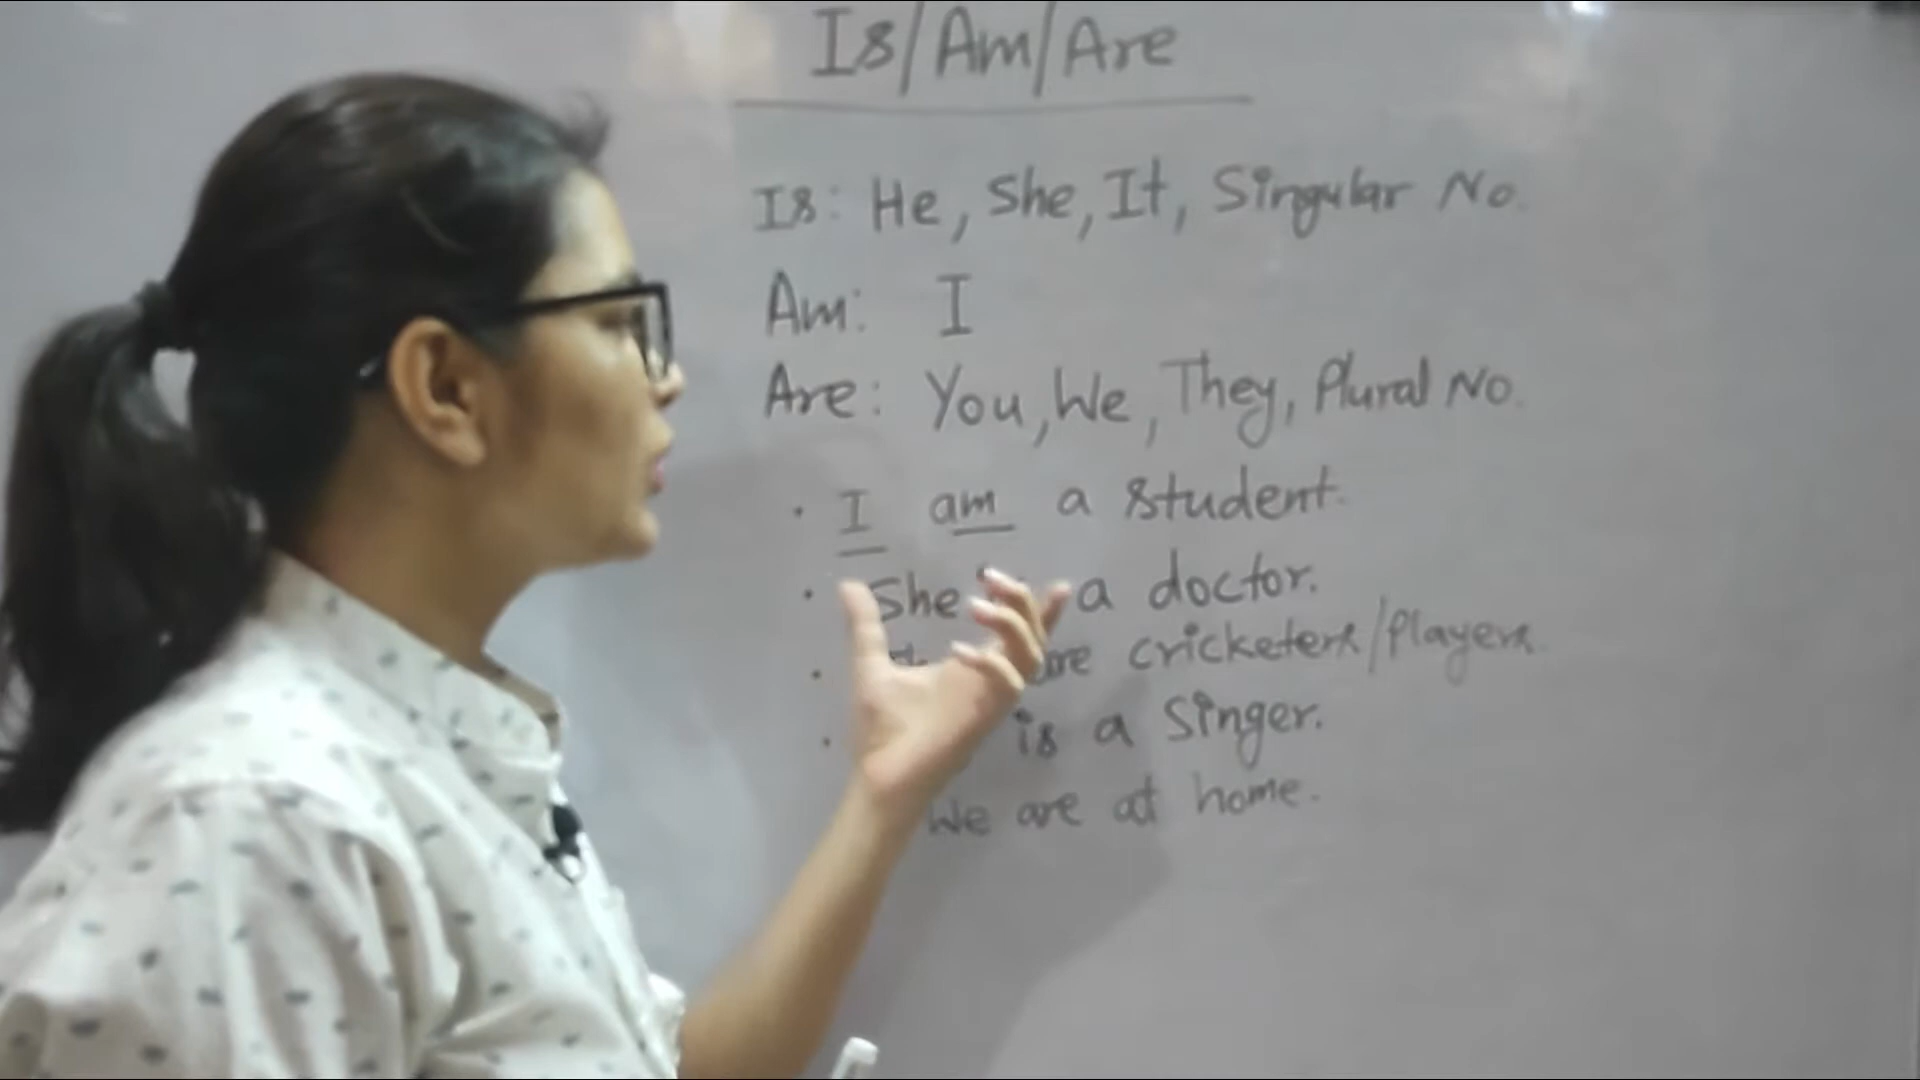 Is/Am/Are
Is: He, She, It, Singular No.
Am: I
Are: You, We, They, Plural No.
· I am a student.
· She a doctor.
· are cricketers/Players.
· is a Singer.
We are at home.